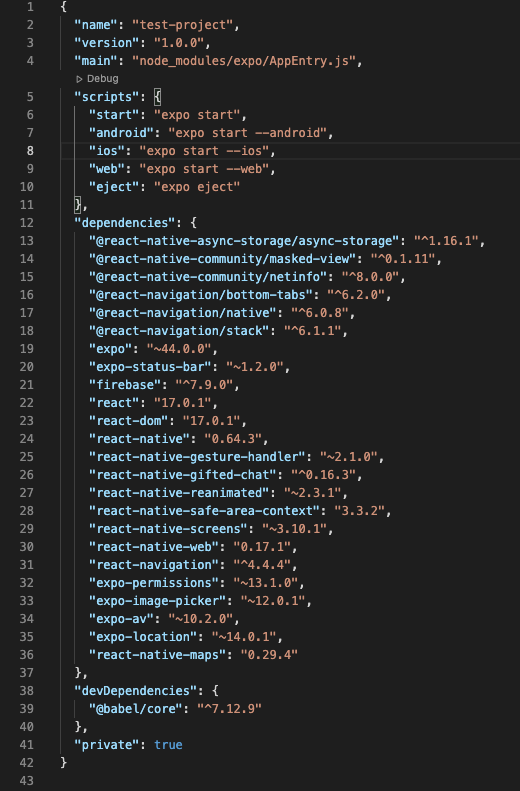 1 {
2 "name": "test-project",
3 "version": "1.0.0",
4 "main": "node_modules/expo/AppEntry.js",
Debug
5 "scripts": {
6 "start": "expo start",
7 "android": "expo start --android",
8 "ios": "expo start --ios",
9 "web": "expo start --web",
10 "eject": "expo eject"
11 },
12 "dependencies": {
13 "@react-native-async-storage/async-storage": "^1.16.1",
14 "@react-native-community/masked-view": "^0.1.11",
15 "@react-native-community/netinfo": "^8.0.0",
16 "@react-navigation/bottom-tabs": "^6.2.0",
17 "@react-navigation/native": "^6.0.8",
18 "@react-navigation/stack": "^6.1.1",
19 "expo": "~44.0.0",
20 "expo-status-bar": "~1.2.0",
21 "firebase": "^7.9.0",
22 "react": "17.0.1",
23 "react-dom": "17.0.1",
24 "react-native": "0.64.3",
25 "react-native-gesture-handler": "~2.1.0",
26 "react-native-gifted-chat": "^0.16.3",
27 "react-native-reanimated": "~2.3.1",
28 "react-native-safe-area-context": "3.3.2",
29 "react-native-screens": "~3.10.1",
30 "react-native-web": "0.17.1",
31 "react-navigation": "^4.4.4",
32 "expo-permissions": "~13.1.0",
33 "expo-image-picker": "~12.0.1",
34 "expo-av": "~10.2.0",
35 "expo-location": "~14.0.1",
36 "react-native-maps": "0.29.4"
37 },
38 "devDependencies": {
39 "@babel/core": "^7.12.9"
40 },
41 "private": true
42 }
43